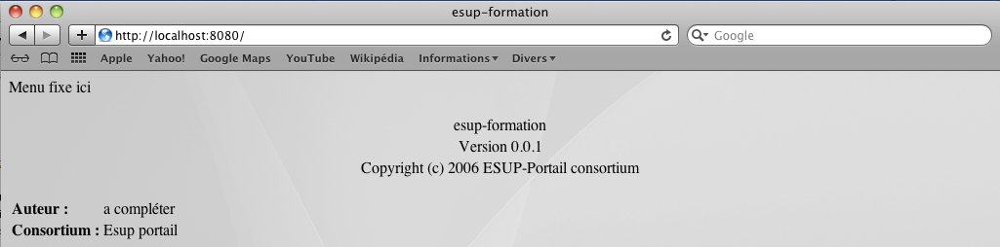 esup-formation
http://localhost:8080/
Google
Apple Yahoo! Google Maps YouTube Wikipédia Informations Divers
Menu fixe ici
esup-formation
Version 0.0.1
Copyright (c) 2006 ESUP-Portail consortium
Auteur : a compléter
Consortium : Esup portail